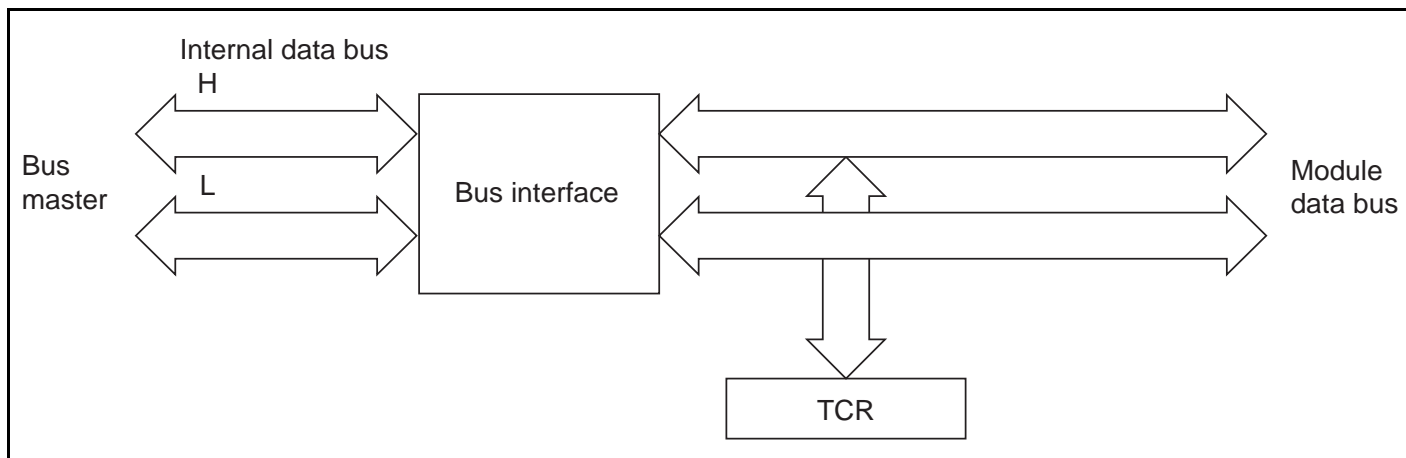 Internal data bus
H
Bus
master
L
Bus interface
Module
data bus
TCR